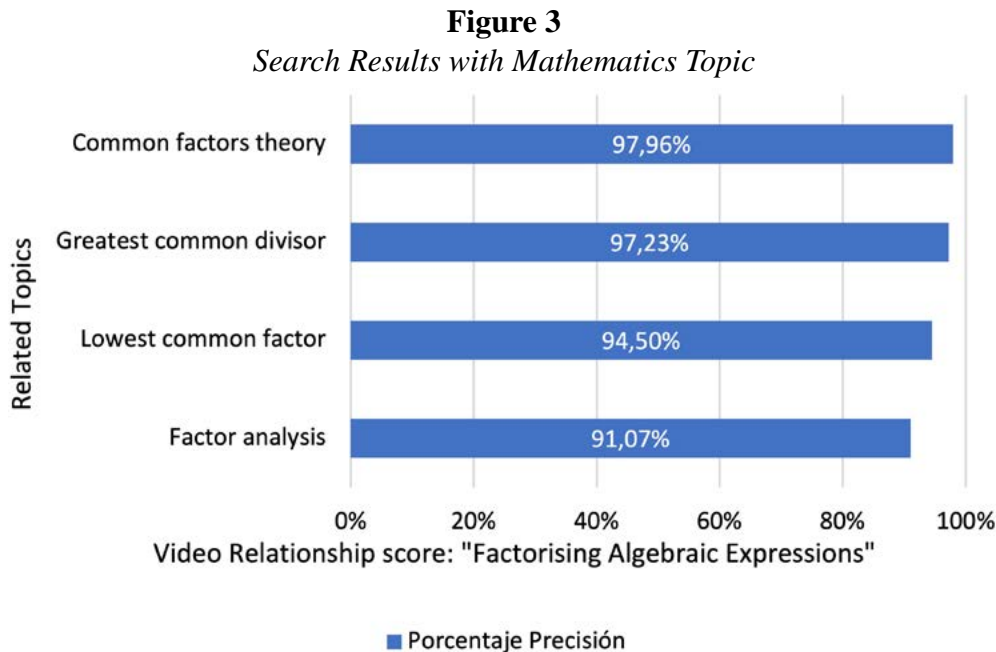 Figure 3
Search Results with Mathematics Topic
Related Topics
Common factors theory
97,96%
Greatest common divisor
97,23%
Lowest common factor
94,50%
Factor analysis
91,07%
0% 20% 40% 60% 80% 100%
Video Relationship score: "Factorising Algebraic Expressions"
Porcentaje Precisión